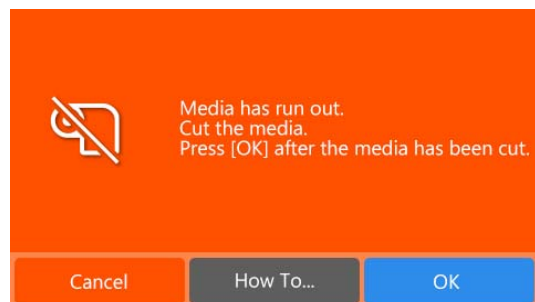 Media has run out.
Cut the media.
Press [OK] after the media has been cut.
Cancel
How To...
OK